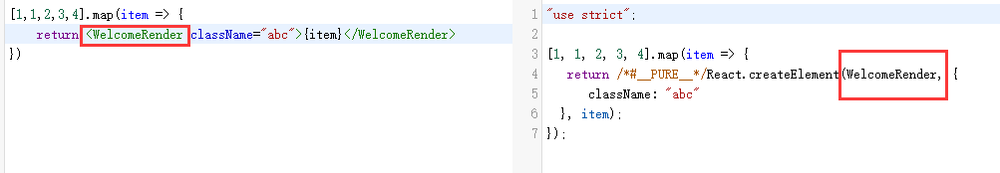 [1,1,2,3,4].map(item => {
    return <WelcomeRender className="abc">{item}</WelcomeRender>
})
1 "use strict";
2
3 [1, 1, 2, 3, 4].map(item => {
4   return /*#__PURE__*/React.createElement(WelcomeRender, {
5     className: "abc"
6   }, item);
7 });